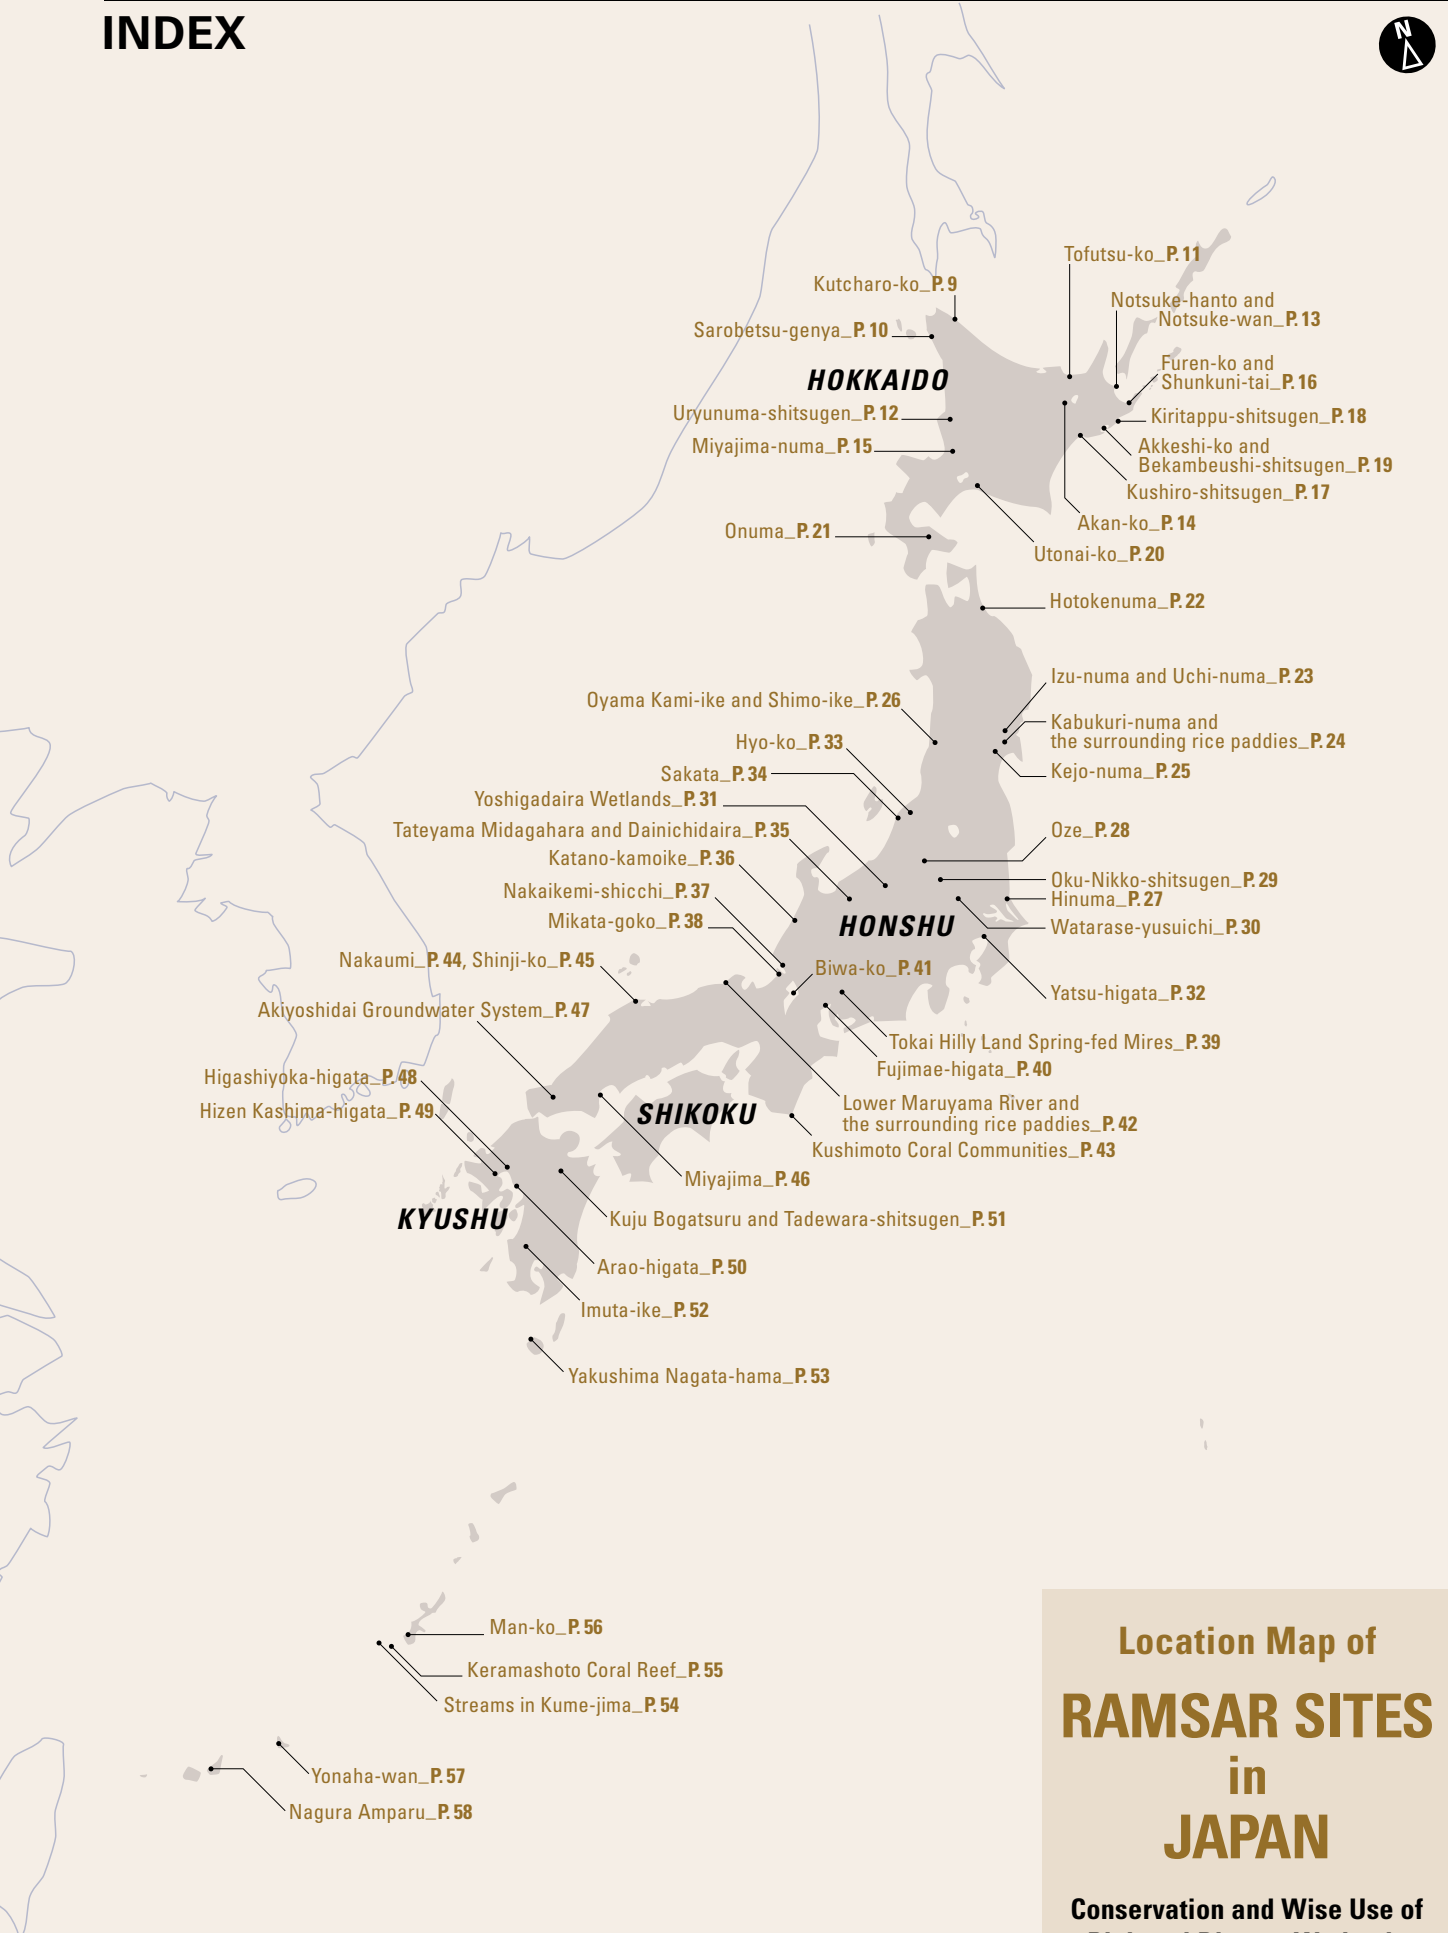 INDEX
N
Tofutsu-ko_P. 11
Kutcharo-ko_P. 9
Notsuke-hanto and
Notsuke-wan_P. 13
Sarobetsu-genya_P. 10
Furen-ko and
Shunkuni-tai_P. 16
HOKKAIDO
Uryunuma-shitsugen_P. 12
Kiritappu-shitsugen_P. 18
Miyajima-numa_P. 15
Akkeshi-ko and
Bekambeushi-shitsugen_P. 19
Kushiro-shitsugen_P. 17
Akan-ko_P. 14
Onuma_P. 21
Utonai-ko_P. 20
Hotokenuma_P. 22
Izu-numa and Uchi-numa_P. 23
Oyama Kami-ike and Shimo-ike_P. 26
Kabukuri-numa and
the surrounding rice paddies_P. 24
Hyo-ko_P. 33
Kejo-numa_P. 25
Sakata_P. 34
Yoshigadaira Wetlands_P. 31
Tateyama Midagahara and Dainichidaira_P. 35
Oze_P. 28
Katano-kamoike_P. 36
Oku-Nikko-shitsugen_P. 29
Nakaikemi-shicchi_P. 37
Hinuma_P. 27
Mikata-goko_P. 38
HONSHU
Watarase-yusuichi_P. 30
Nakaumi_P. 44, Shinji-ko_P. 45
Biwa-ko_P. 41
Yatsu-higata_P. 32
Akiyoshidai Groundwater System_P. 47
Tokai Hilly Land Spring-fed Mires_P. 39
Fujimae-higata_P. 40
Higashiyoka-higata_P. 48
Hizen Kashima-higata_P. 49
SHIKOKU
Lower Maruyama River and
the surrounding rice paddies_P. 42
Kushimoto Coral Communities_P. 43
Miyajima_P. 46
KYUSHU
Kuju Bogatsuru and Tadewara-shitsugen_P. 51
Arao-higata_P. 50
Imuta-ike_P. 52
Yakushima Nagata-hama_P. 53
Man-ko_P. 56
Keramashoto Coral Reef_P. 55
Streams in Kume-jima_P. 54
Yonaha-wan_P. 57
Nagura Amparu_P. 58
Location Map of
RAMSAR SITES
in
JAPAN
Conservation and Wise Use of